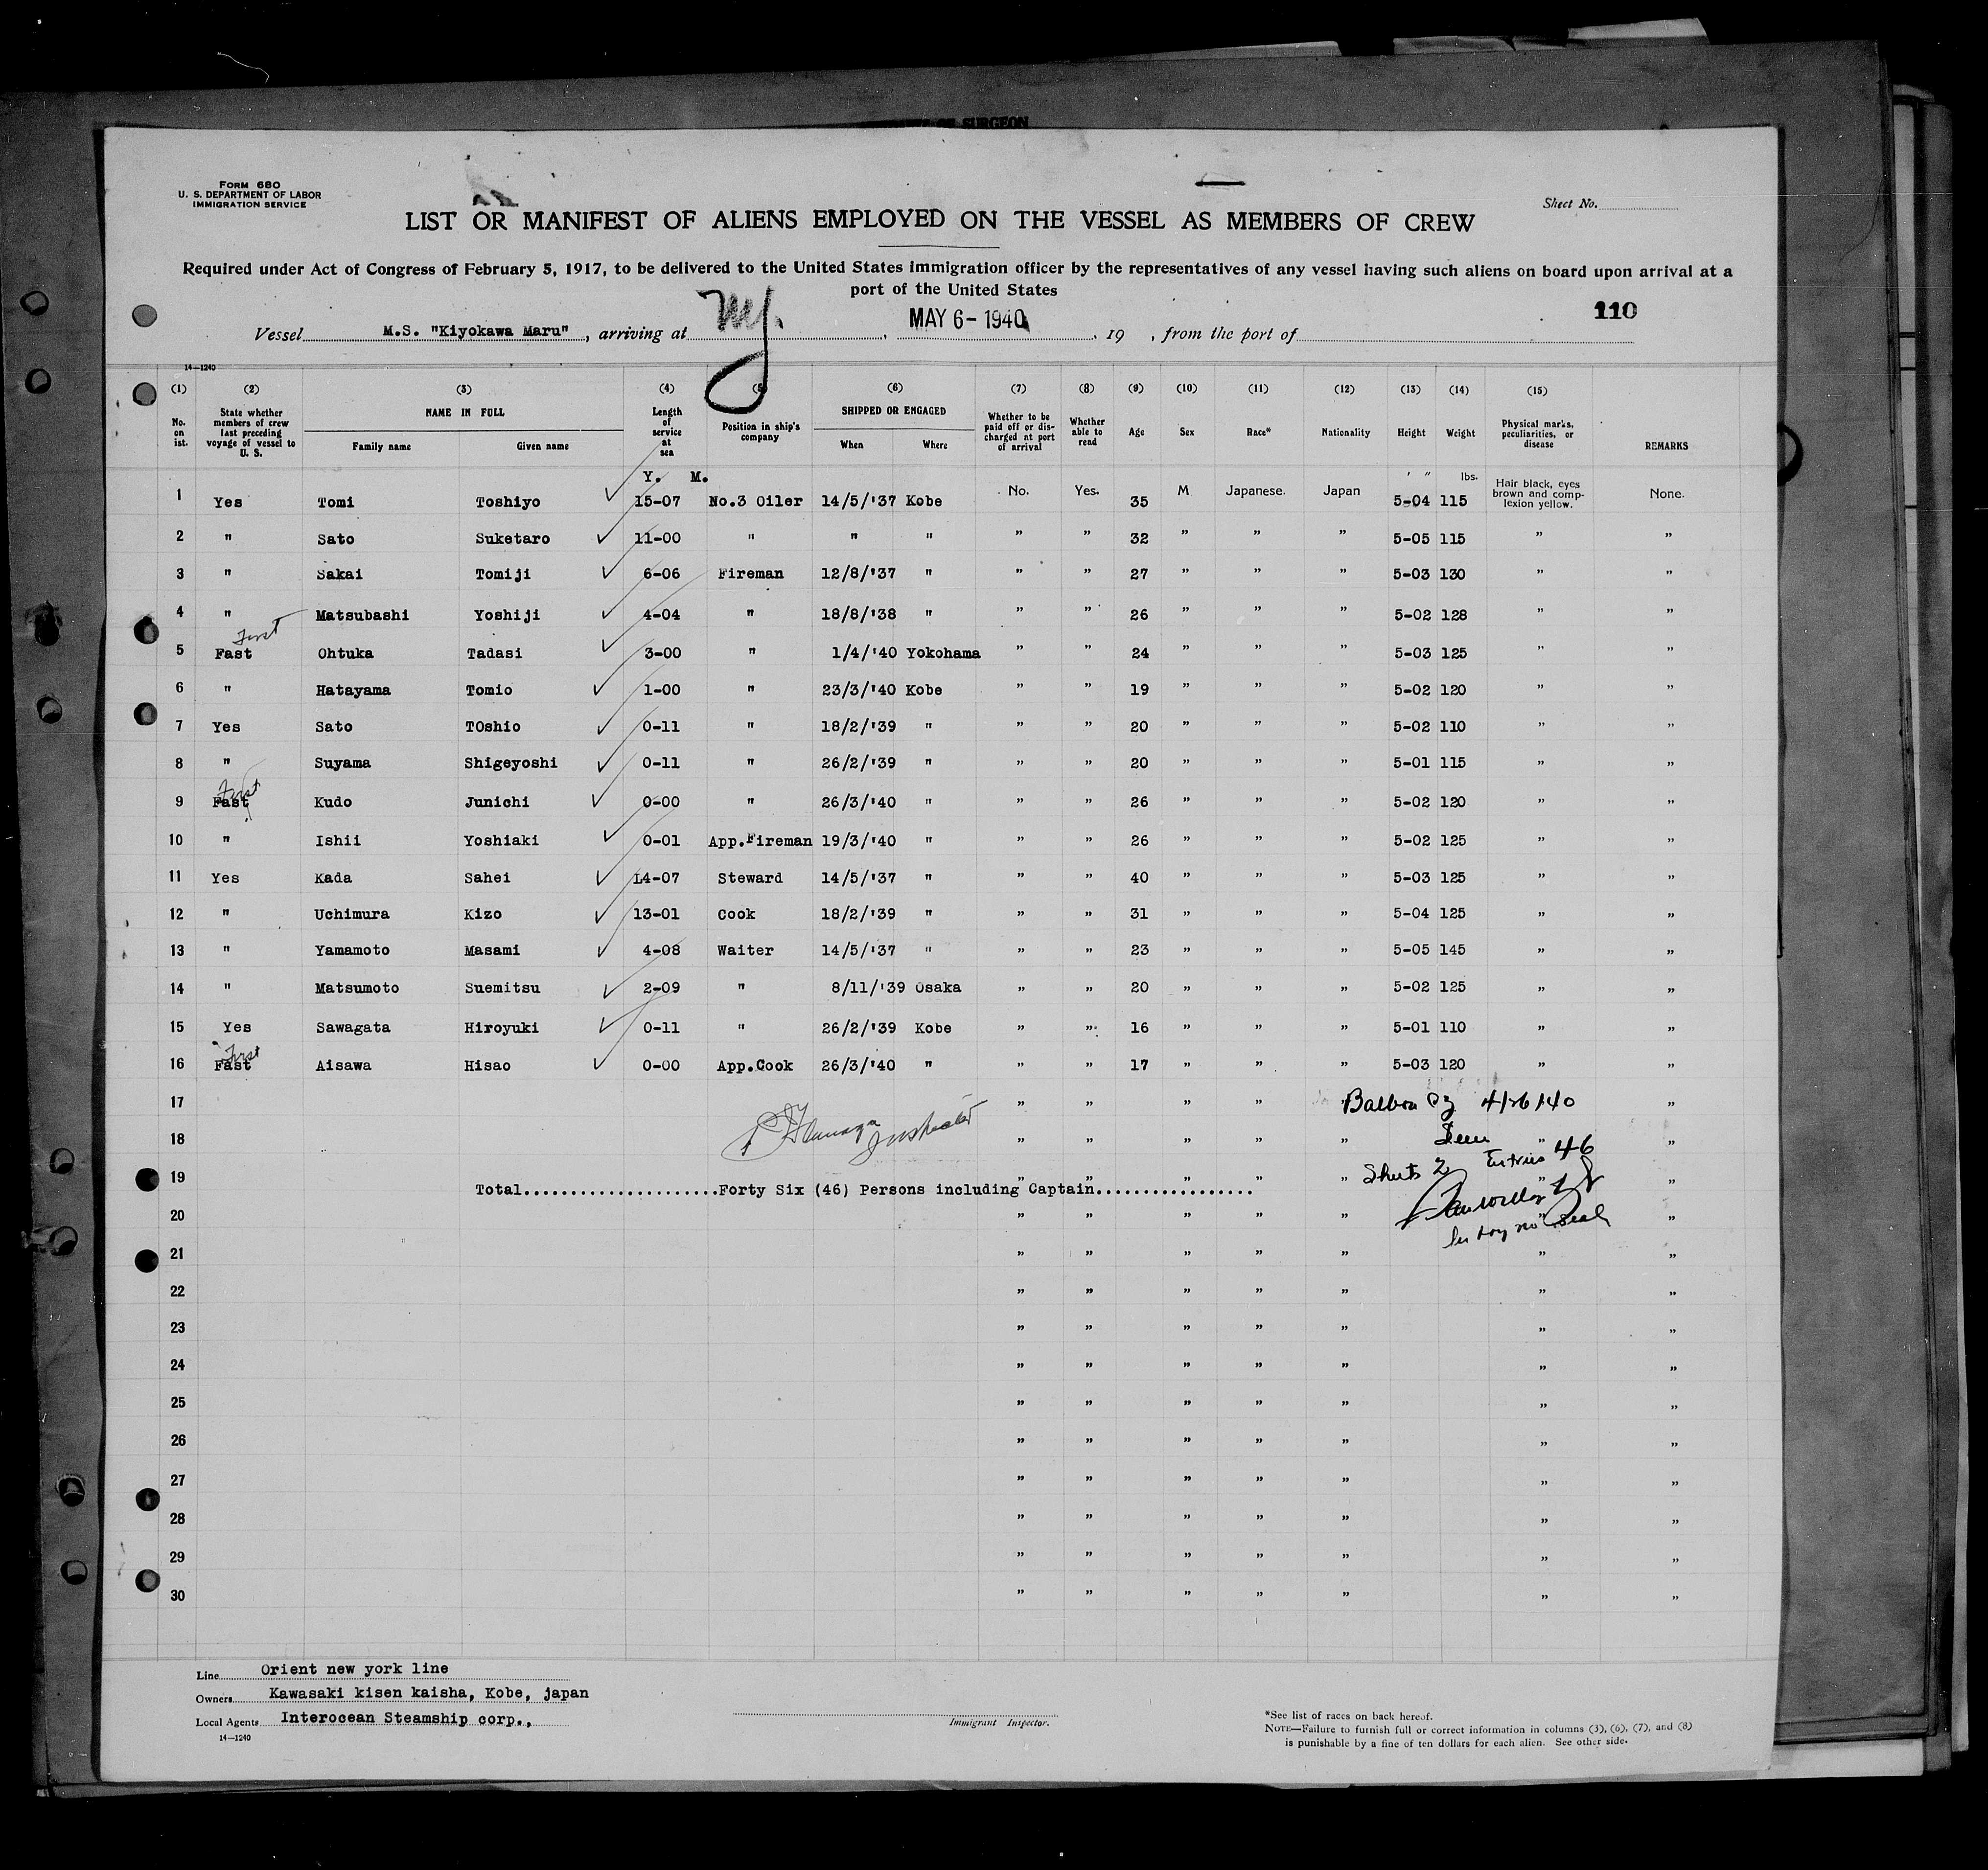 OF SURGEON
FORM 680
U. S. DEPARTMENT OF LABOR
IMMIGRATION SERVICE
Sheet No.
LIST OR MANIFEST OF ALIENS EMPLOYED ON THE VESSEL AS MEMBERS OF CREW
Required under Act of Congress of February 5, 1917, to be delivered to the United States immigration officer by the representatives of any vessel having such aliens on board upon arrival at a
port of the United States
110
Vessel M.S. "Kiyokawa Maru", arriving at Ny., MAY 6-1940, 19 , from the port of
14—1240
(1) (2) (3) (4) (5) (6) (7) (8) (9) (10) (11) (12) (13) (14) (15)
No. on ist. State whether members of crew last preceding voyage of vessel to U. S. NAME IN FULL Family name Given name Length of service at sea Position in ship's company SHIPPED OR ENGAGED When Where Whether to be paid off or discharged at port of arrival Whether able to read Age Sex Race* Nationality Height Weight Physical marks, peculiarities, or disease REMARKS
Y. M. ' " lbs.
1 Yes Tomi Toshiyo 15-07 No.3 Oiler 14/5/'37 Kobe No. Yes. 35 M Japanese. Japan 5-04 115 Hair black, eyes brown and complexion yellow. None.
2 " Sato Suketaro 11-00 " " " " " 32 " " " 5-05 115 " "
3 " Sakai Tomiji 6-06 Fireman 12/8/'37 " " " 27 " " " 5-03 130 " "
4 " Matsubashi Yoshiji 4-04 " 18/8/'38 " " " 26 " " " 5-02 128 " "
First
5 Fast Ohtuka Tadasi 3-00 " 1/4/'40 Yokohama " " 24 " " " 5-03 125 " "
6 " Hatayama Tomio 1-00 " 23/3/'40 Kobe " " 19 " " " 5-02 120 " "
7 Yes Sato TOshio 0-11 " 18/2/'39 " " " 20 " " " 5-02 110 " "
8 " Suyama Shigeyoshi 0-11 " 26/2/'39 " " " 20 " " " 5-01 115 " "
First
9 Fast Kudo Junichi 0-00 " 26/3/'40 " " " 26 " " " 5-02 120 " "
10 " Ishii Yoshiaki 0-01 App.Fireman 19/3/'40 " " " 26 " " " 5-02 125 " "
11 Yes Kada Sahei 14-07 Steward 14/5/'37 " " " 40 " " " 5-03 125 " "
12 " Uchimura Kizo 13-01 Cook 18/2/'39 " " " 31 " " " 5-04 125 " "
13 " Yamamoto Masami 4-08 Waiter 14/5/'37 " " " 23 " " " 5-05 145 " "
14 " Matsumoto Suemitsu 2-09 " 8/11/'39 Osaka " " 20 " " " 5-02 125 " "
15 Yes Sawagata Hiroyuki 0-11 " 26/2/'39 Kobe " " 16 " " " 5-01 110 " "
First
16 Fast Aisawa Hisao 0-00 App.Cook 26/3/'40 " " " 17 " " " 5-03 120 " "
17 " " " " " Balboa CZ 4/26/40 "
18 Inspector " " " " " Seen " "
19 " " " " " Sheets 2 Entries 46 "
Total.....................Forty Six (46) Persons including Captain.................
20 " " " " " " "
no seal
21 " " " " " " "
22 " " " " " " "
23 " " " " " " "
24 " " " " " " "
25 " " " " " " "
26 " " " " " " "
27 " " " " " " "
28 " " " " " " "
29 " " " " " " "
30 " " " " " " "
Line Orient new york line
Owners Kawasaki kisen kaisha, Kobe, japan
Local Agents Interocean Steamship corp.,
14—1240
Immigrant Inspector.
*See list of races on back hereof.
NOTE—Failure to furnish full or correct information in columns (3), (6), (7), and (8)
is punishable by a fine of ten dollars for each alien. See other side.